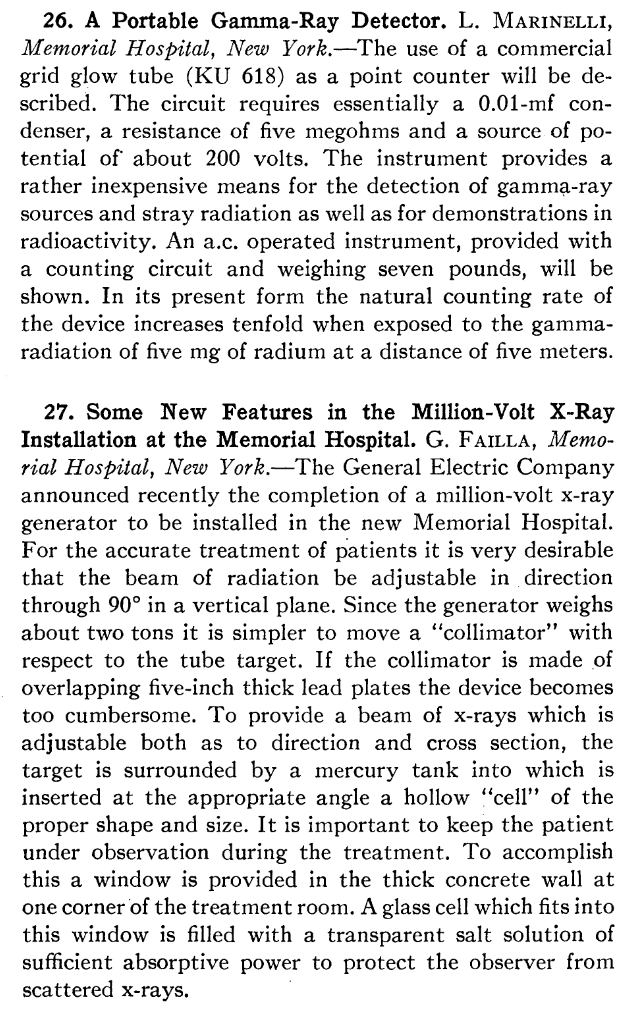 26. A Portable Gamma-Ray Detector. L. MARINELLI,
Memorial Hospital, New York.—The use of a commercial
grid glow tube (KU 618) as a point counter will be de-
scribed. The circuit requires essentially a 0.01-mf con-
denser, a resistance of five megohms and a source of po-
tential of about 200 volts. The instrument provides a
rather inexpensive means for the detection of gamma-ray
sources and stray radiation as well as for demonstrations in
radioactivity. An a.c. operated instrument, provided with
a counting circuit and weighing seven pounds, will be
shown. In its present form the natural counting rate of
the device increases tenfold when exposed to the gamma-
radiation of five mg of radium at a distance of five meters.
27. Some New Features in the Million-Volt X-Ray
Installation at the Memorial Hospital. G. FAILLA, Memo-
rial Hospital, New York.—The General Electric Company
announced recently the completion of a million-volt x-ray
generator to be installed in the new Memorial Hospital.
For the accurate treatment of patients it is very desirable
that the beam of radiation be adjustable in direction
through 90° in a vertical plane. Since the generator weighs
about two tons it is simpler to move a "collimator" with
respect to the tube target. If the collimator is made of
overlapping five-inch thick lead plates the device becomes
too cumbersome. To provide a beam of x-rays which is
adjustable both as to direction and cross section, the
target is surrounded by a mercury tank into which is
inserted at the appropriate angle a hollow "cell" of the
proper shape and size. It is important to keep the patient
under observation during the treatment. To accomplish
this a window is provided in the thick concrete wall at
one corner of the treatment room. A glass cell which fits into
this window is filled with a transparent salt solution of
sufficient absorptive power to protect the observer from
scattered x-rays.